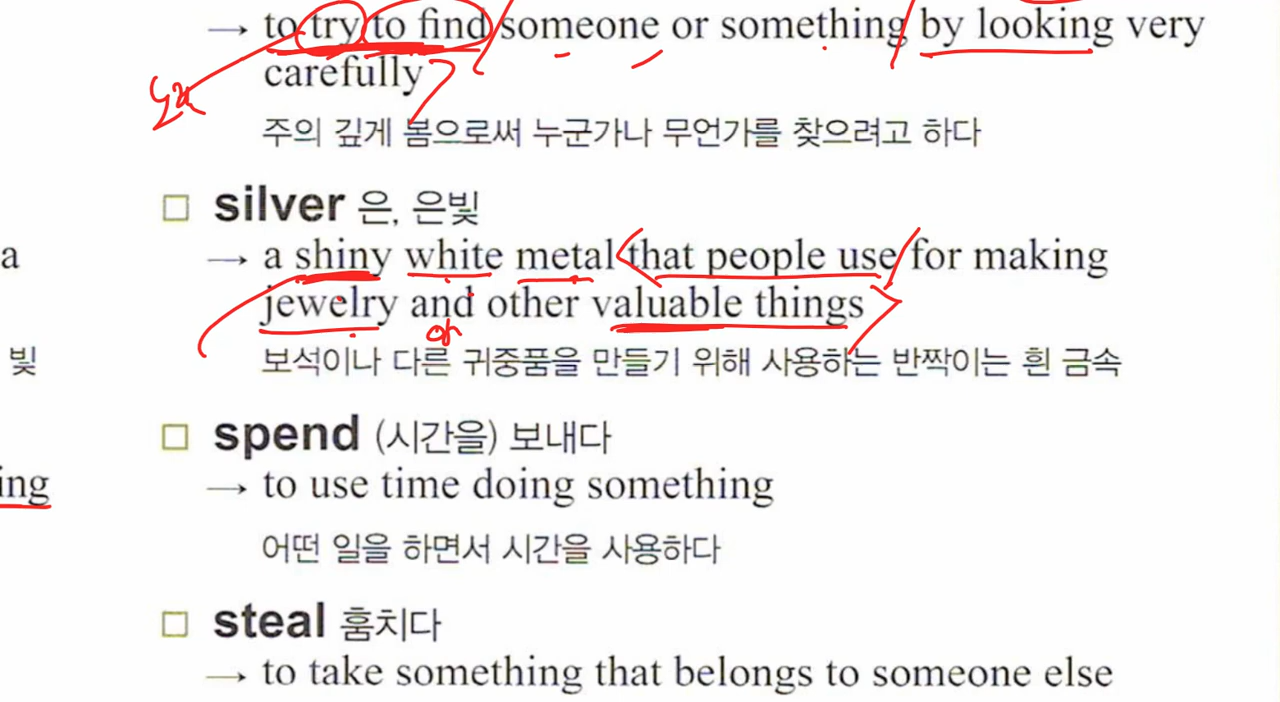 → to try to find someone or something by looking very
carefully
주의 깊게 봄으로써 누군가나 무언가를 찾으려고 하다
□ silver 은, 은빛
a → a shiny white metal that people use for making
jewelry and other valuable things
or
빛 보석이나 다른 귀중품을 만들기 위해 사용하는 반짝이는 흰 금속
□ spend (시간을) 보내다
ing → to use time doing something
어떤 일을 하면서 시간을 사용하다
□ steal 훔치다
→ to take something that belongs to someone else